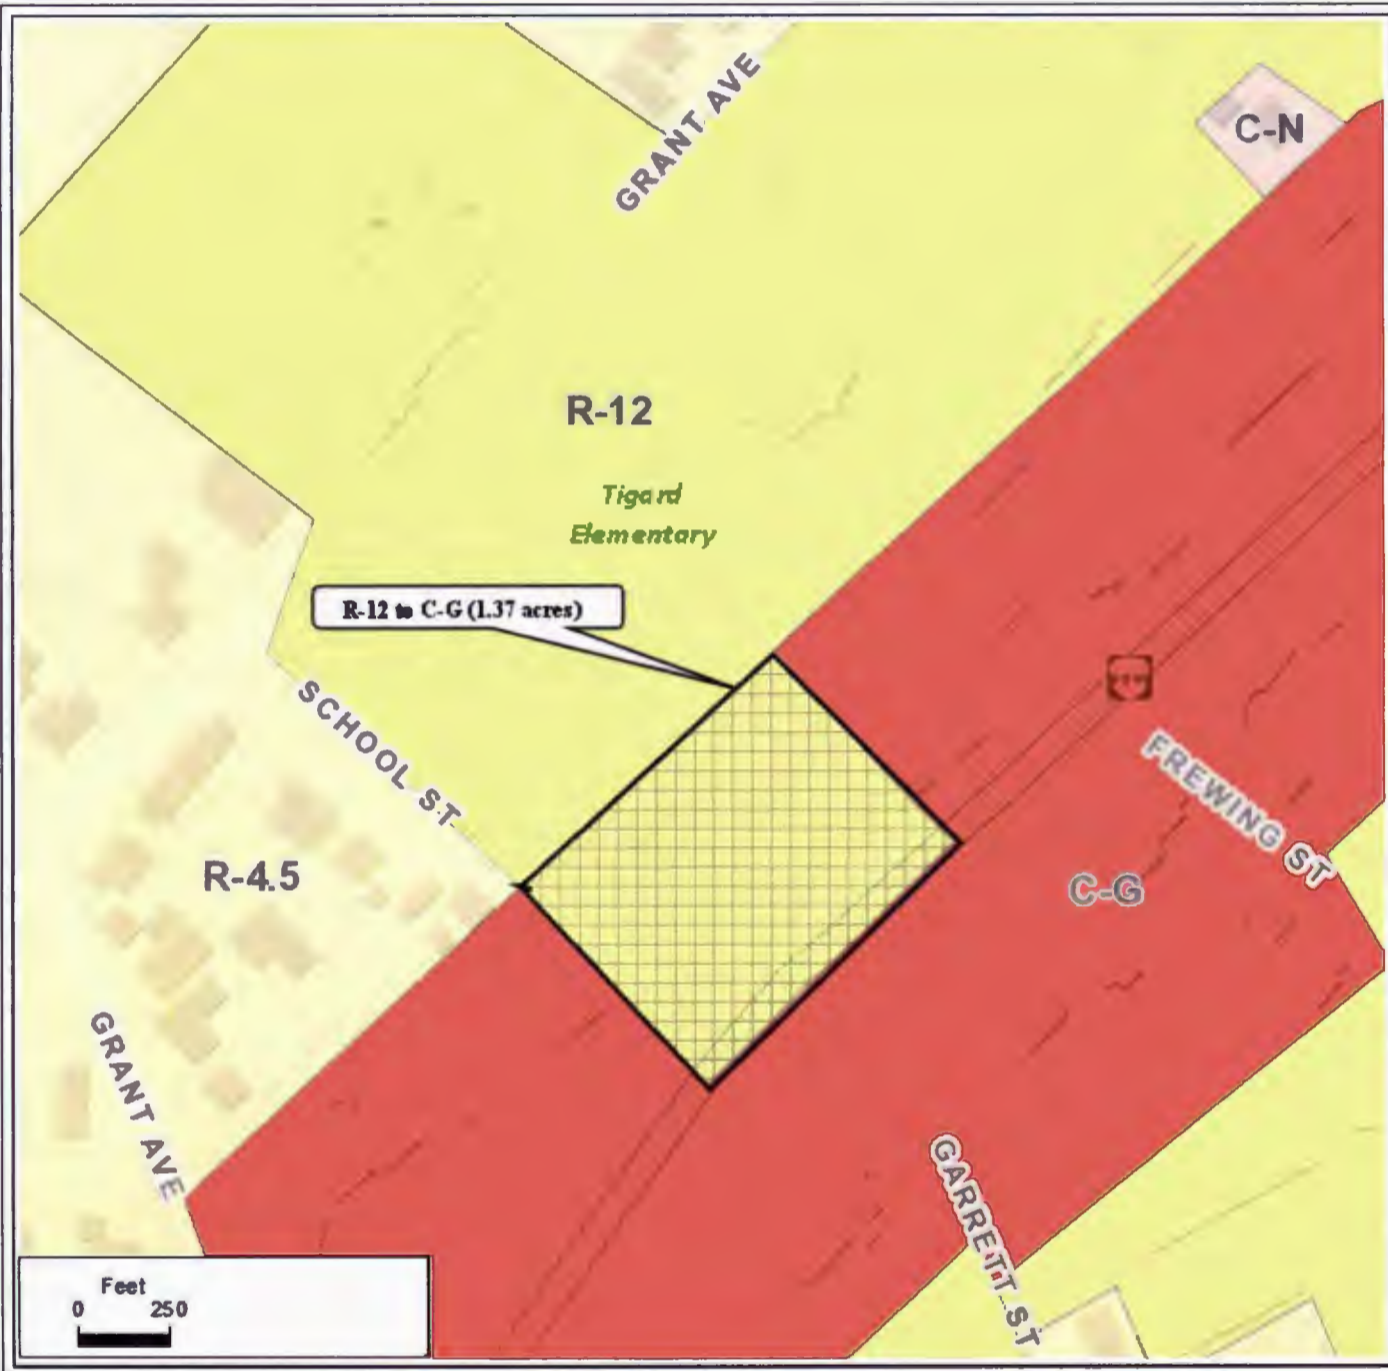 GRANT AVE
C-N
R-12
Tigard
Elementary
R-12 to C-G (1.37 acres)
SCHOOL ST
FREWING ST
R-4.5
C-G
GRANT AVE
GARRETT ST
Feet
0 250